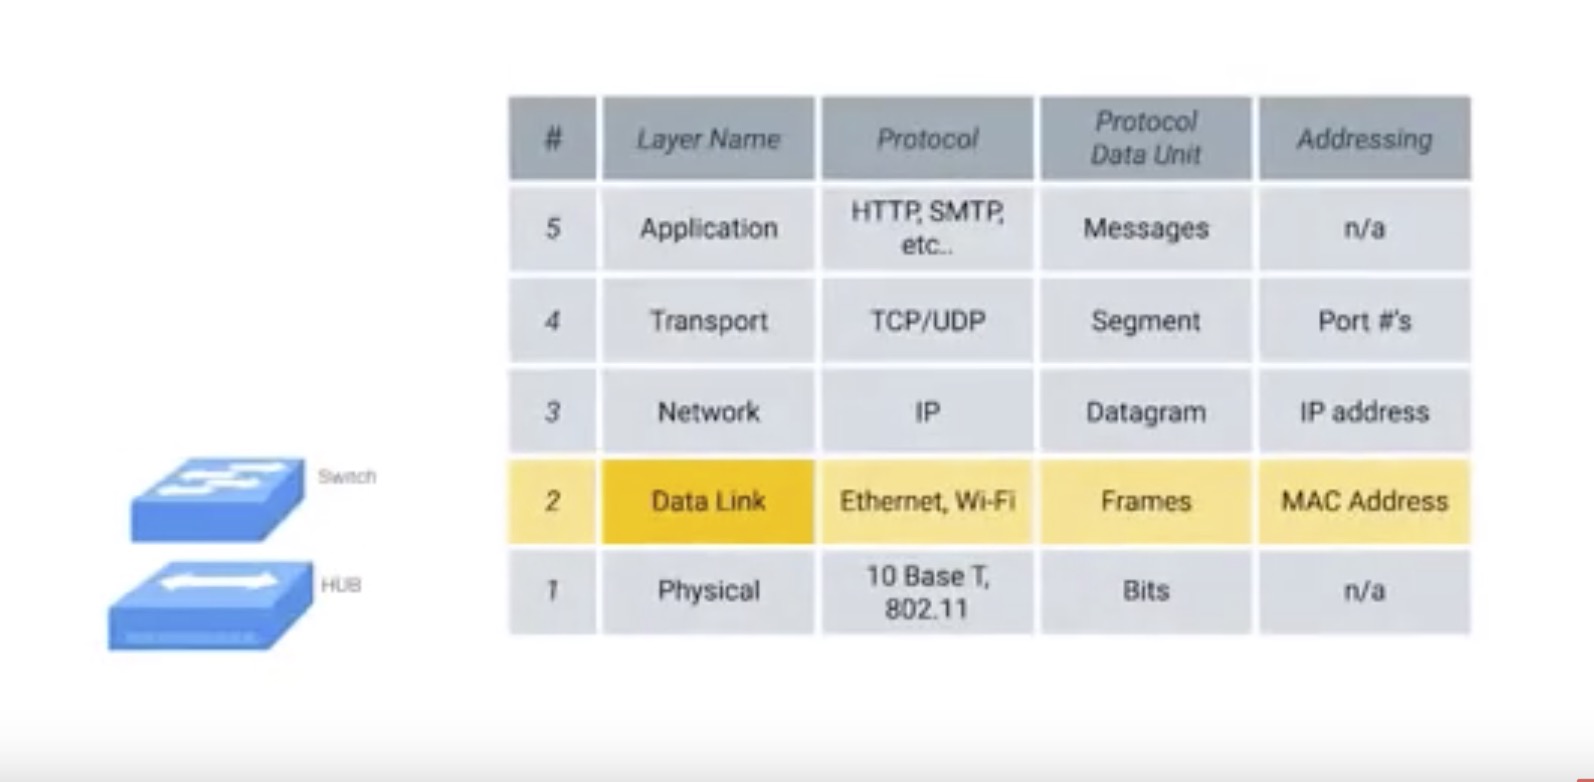 # Layer Name Protocol Protocol Data Unit Addressing
5 Application HTTP, SMTP, etc.. Messages n/a
4 Transport TCP/UDP Segment Port #'s
3 Network IP Datagram IP address
Switch
2 Data Link Ethernet, Wi-Fi Frames MAC Address
HUB
1 Physical 10 Base T, 802.11 Bits n/a